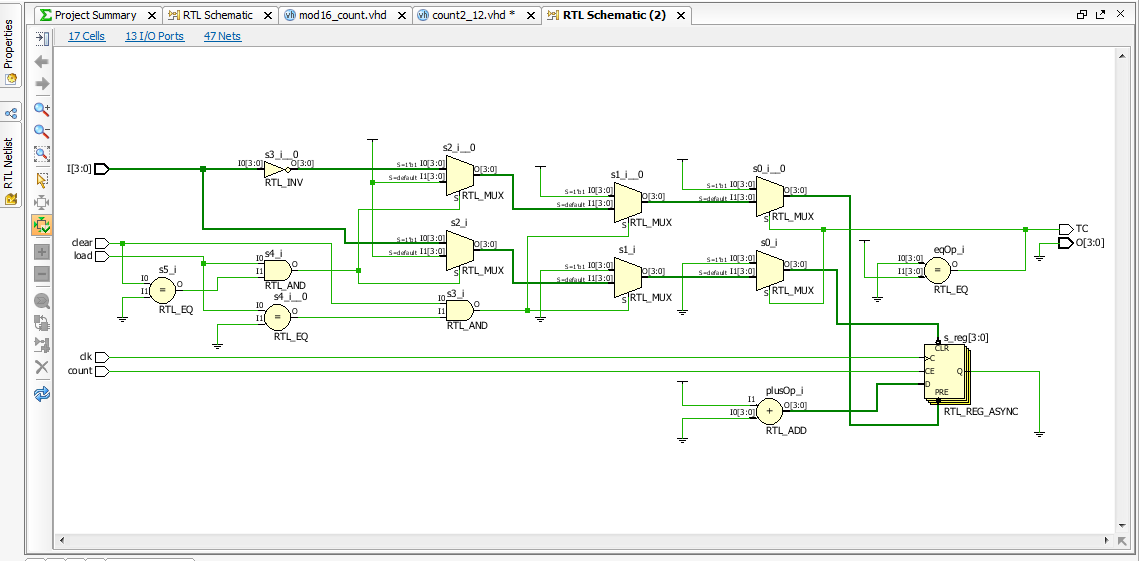 Project Summary
RTL Schematic
mod16_count.vhd
count2_12.vhd *
RTL Schematic (2)
Properties
RTL Netlist
17 Cells
13 I/O Ports
47 Nets
I[3:0]
s3_i__0
I0[3:0]
O[3:0]
RTL_INV
s2_i__0
S=1'b1 I0[3:0]
S=default I1[3:0]
O[3:0]
S
RTL_MUX
s1_i__0
S=1'b1 I0[3:0]
S=default I1[3:0]
O[3:0]
S
RTL_MUX
s0_i__0
S=1'b1 I0[3:0]
S=default I1[3:0]
O[3:0]
S
RTL_MUX
TC
O[3:0]
clear
load
s2_i
S=1'b1 I0[3:0]
S=default I1[3:0]
O[3:0]
S
RTL_MUX
s1_i
S=1'b1 I0[3:0]
S=default I1[3:0]
O[3:0]
S
RTL_MUX
s0_i
S=1'b1 I0[3:0]
S=default I1[3:0]
O[3:0]
S
RTL_MUX
eqOp_i
I0[3:0]
I1[3:0]
=
O
RTL_EQ
s4_i
I0
I1
O
RTL_AND
s5_i
I0
I1
=
O
RTL_EQ
s4_i__0
I0
I1
=
O
RTL_EQ
s3_i
I0
I1
O
RTL_AND
clk
count
s_reg[3:0]
CLR
C
CE
D
Q
PRE
RTL_REG_ASYNC
plusOp_i
I1
I0[3:0]
+
O[3:0]
RTL_ADD